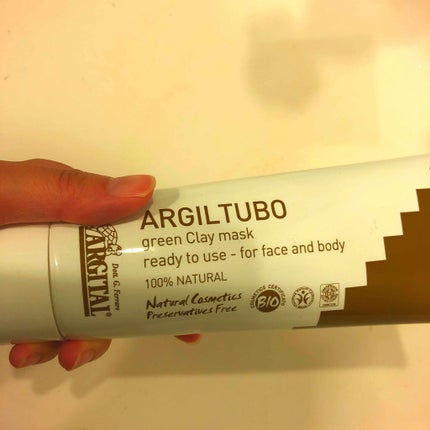 ARGILTUBO
green Clay mask
ready to use - for face and body
100% NATURAL
Natural Cosmetics
Preservatives Free
BIO
ARGITAL®
Dott. G. Ferraro